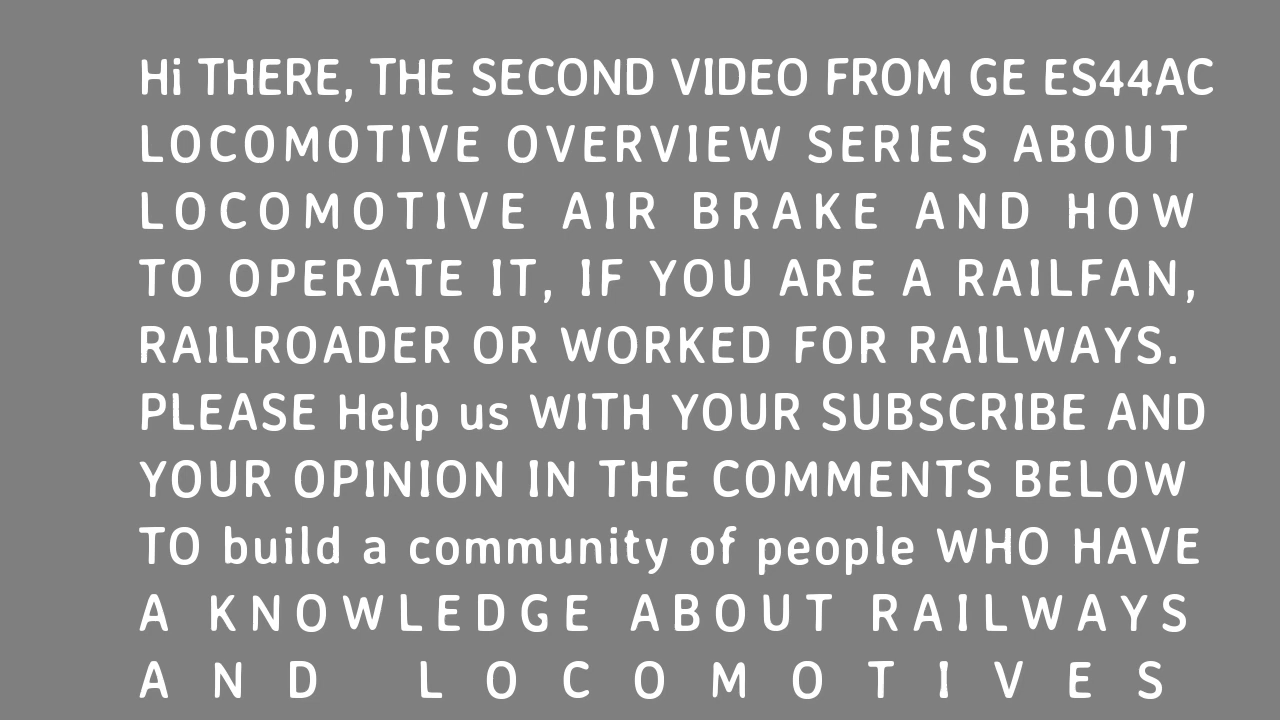 Hi THERE, THE SECOND VIDEO FROM GE ES44AC
LOCOMOTIVE OVERVIEW SERIES ABOUT
LOCOMOTIVE AIR BRAKE AND HOW
TO OPERATE IT, IF YOU ARE A RAILFAN,
RAILROADER OR WORKED FOR RAILWAYS.
PLEASE Help us WITH YOUR SUBSCRIBE AND
YOUR OPINION IN THE COMMENTS BELOW
TO build a community of people WHO HAVE
A KNOWLEDGE ABOUT RAILWAYS
AND LOCOMOTIVES